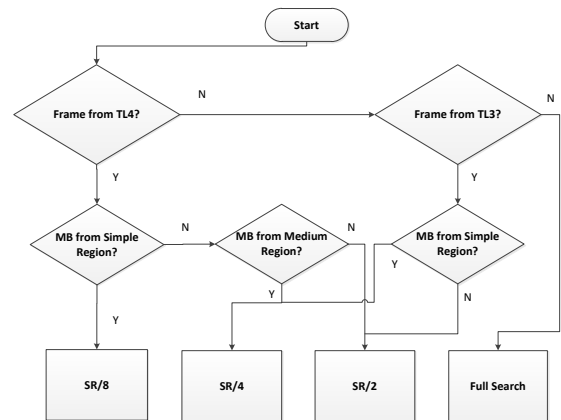 Start
Frame from TL4?
N
Frame from TL3?
N
Y
Y
MB from Simple
Region?
N
MB from Medium
Region?
N
MB from Simple
Region?
Y
Y
N
Y
SR/8
SR/4
SR/2
Full Search